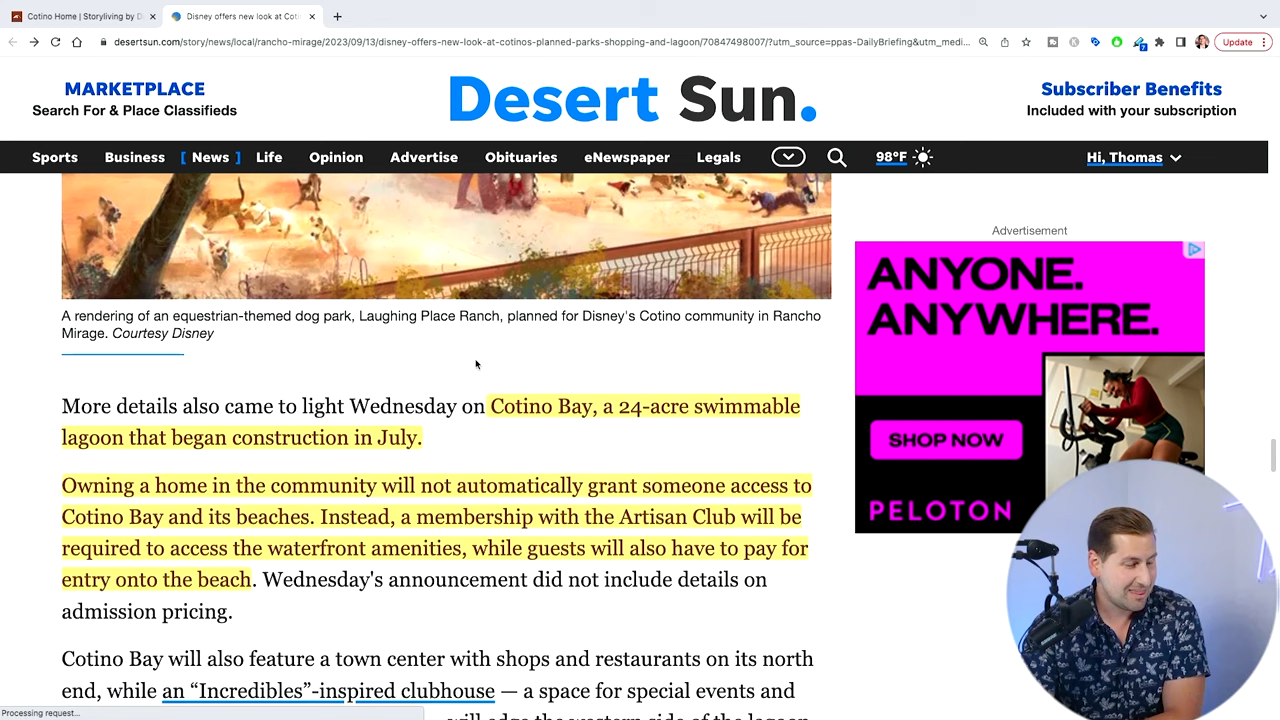 Cotino Home | Storyliving by D
Disney offers new look at Coti
desertsun.com/story/news/local/rancho-mirage/2023/09/13/disney-offers-new-look-at-cotinos-planned-parks-shopping-and-lagoon/70847498007/?utm_source=ppas-DailyBriefing&utm_medi...
Update
MARKETPLACE
Search For & Place Classifieds
Desert Sun.
Subscriber Benefits
Included with your subscription
Sports Business [ News ] Life Opinion Advertise Obituaries eNewspaper Legals 98°F Hi, Thomas
Advertisement
ANYONE.
ANYWHERE.
SHOP NOW
PELOTON
A rendering of an equestrian-themed dog park, Laughing Place Ranch, planned for Disney's Cotino community in Rancho
Mirage. Courtesy Disney
More details also came to light Wednesday on Cotino Bay, a 24-acre swimmable
lagoon that began construction in July.
Owning a home in the community will not automatically grant someone access to
Cotino Bay and its beaches. Instead, a membership with the Artisan Club will be
required to access the waterfront amenities, while guests will also have to pay for
entry onto the beach. Wednesday's announcement did not include details on
admission pricing.
Cotino Bay will also feature a town center with shops and restaurants on its north
end, while an “Incredibles”-inspired clubhouse — a space for special events and
will edge the western side of the lagoon
Processing request...